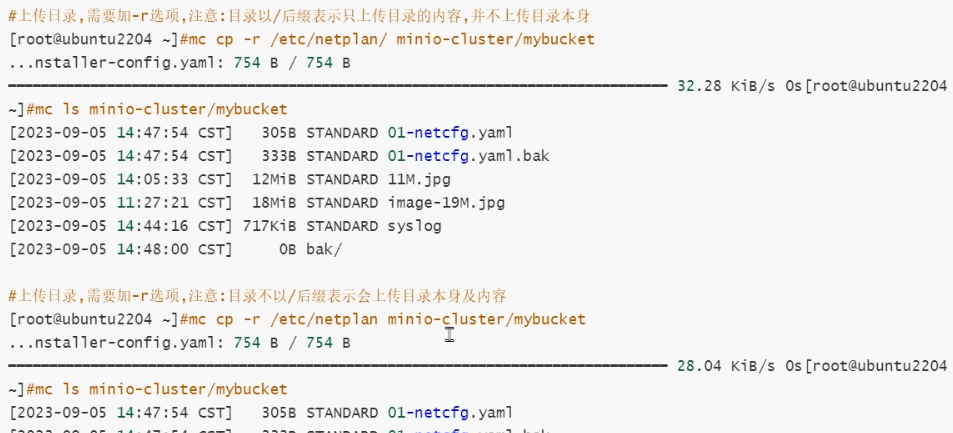 #上传目录,需要加-r选项,注意:目录以/后缀表示只上传目录的内容,并不上传目录本身
[root@ubuntu2204 ~]#mc cp -r /etc/netplan/ minio-cluster/mybucket
...nstaller-config.yaml: 754 B / 754 B
━━━━━━━━━━━━━━━━━━━━━━━━━━━━━━━━━━━━━━━━━━━━━━━━━━━━━━━━━━━━━━━━━━━━━━━━━ 32.28 KiB/s 0s[root@ubuntu2204
~]#mc ls minio-cluster/mybucket
[2023-09-05 14:47:54 CST]   305B STANDARD 01-netcfg.yaml
[2023-09-05 14:47:54 CST]   333B STANDARD 01-netcfg.yaml.bak
[2023-09-05 14:05:33 CST]  12MiB STANDARD 11M.jpg
[2023-09-05 11:27:21 CST]  18MiB STANDARD image-19M.jpg
[2023-09-05 14:44:16 CST] 717KiB STANDARD syslog
[2023-09-05 14:48:00 CST]     0B bak/
#上传目录,需要加-r选项,注意:目录不以/后缀表示会上传目录本身及内容
[root@ubuntu2204 ~]#mc cp -r /etc/netplan minio-cluster/mybucket
...nstaller-config.yaml: 754 B / 754 B
━━━━━━━━━━━━━━━━━━━━━━━━━━━━━━━━━━━━━━━━━━━━━━━━━━━━━━━━━━━━━━━━━━━━━━━━━ 28.04 KiB/s 0s[root@ubuntu2204
~]#mc ls minio-cluster/mybucket
[2023-09-05 14:47:54 CST]   305B STANDARD 01-netcfg.yaml